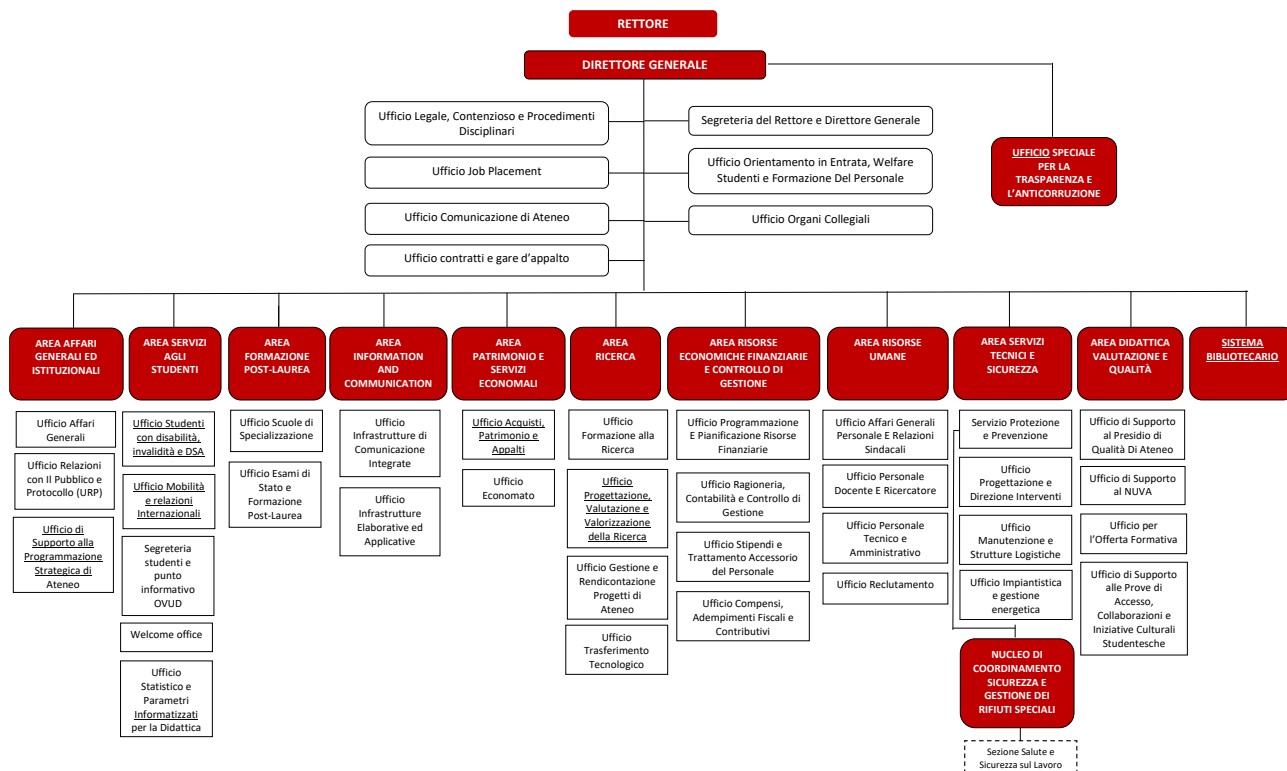 RETTORE
DIRETTORE GENERALE
Ufficio Legale, Contenzioso e Procedimenti
Disciplinari
Segreteria del Rettore e Direttore Generale
UFFICIO SPECIALE
PER LA
TRASPARENZA E
L'ANTICORRUZIONE
Ufficio Job Placement
Ufficio Orientamento in Entrata, Welfare
Studenti e Formazione Del Personale
Ufficio Comunicazione di Ateneo
Ufficio Organi Collegiali
Ufficio contratti e gare d'appalto
AREA AFFARI
GENERALI ED
ISTITUZIONALI
AREA SERVIZI
AGLI
STUDENTI
AREA
FORMAZIONE
POST-LAUREA
AREA
INFORMATION
AND
COMMUNICATION
AREA
PATRIMONIO E
SERVIZI
ECONOMALI
AREA
RICERCA
AREA RISORSE
ECONOMICHE FINANZIARIE
E CONTROLLO DI
GESTIONE
AREA RISORSE
UMANE
AREA SERVIZI
TECNICI E
SICUREZZA
AREA DIDATTICA
VALUTAZIONE E
QUALITÀ
SISTEMA
BIBLIOTECARIO
Ufficio Affari
Generali
Ufficio Relazioni
con Il Pubblico e
Protocollo (URP)
Ufficio di
Supporto alla
Programmazione
Strategica di
Ateneo
Ufficio Studenti
con disabilità,
invalidità e DSA
Ufficio Mobilità
e relazioni
Internazionali
Segreteria
studenti e
punto
informativo
OVUD
Welcome office
Ufficio
Statistico e
Parametri
Informatizzati
per la Didattica
Ufficio Scuole di
Specializzazione
Ufficio Esami di
Stato e
Formazione
Post-Laurea
Ufficio
Infrastrutture di
Comunicazione
Integrate
Ufficio
Infrastrutture
Elaborative ed
Applicative
Ufficio Acquisti,
Patrimonio e
Appalti
Ufficio
Economato
Ufficio
Formazione alla
Ricerca
Ufficio
Progettazione,
Valutazione e
Valorizzazione
della Ricerca
Ufficio Gestione e
Rendicontazione
Progetti di
Ateneo
Ufficio
Trasferimento
Tecnologico
Ufficio Programmazione
E Pianificazione Risorse
Finanziarie
Ufficio Ragioneria,
Contabilità e Controllo di
Gestione
Ufficio Stipendi e
Trattamento Accessorio
del Personale
Ufficio Compensi,
Adempimenti Fiscali e
Contributivi
Ufficio Affari Generali
Personale E Relazioni
Sindacali
Ufficio Personale
Docente E Ricercatore
Ufficio Personale
Tecnico e
Amministrativo
Ufficio Reclutamento
Servizio Protezione
e Prevenzione
Ufficio
Progettazione e
Direzione Interventi
Ufficio
Manutenzione e
Strutture Logistiche
Ufficio Impiantistica
e gestione
energetica
NUCLEO DI
COORDINAMENTO
SICUREZZA E
GESTIONE DEI
RIFIUTI SPECIALI
Sezione Salute e
Sicurezza sul Lavoro
Ufficio di Supporto
al Presidio di
Qualità Di Ateneo
Ufficio di Supporto
al NUVA
Ufficio per
l'Offerta Formativa
Ufficio di Supporto
alle Prove di
Accesso,
Collaborazioni e
Iniziative Culturali
Studentesche